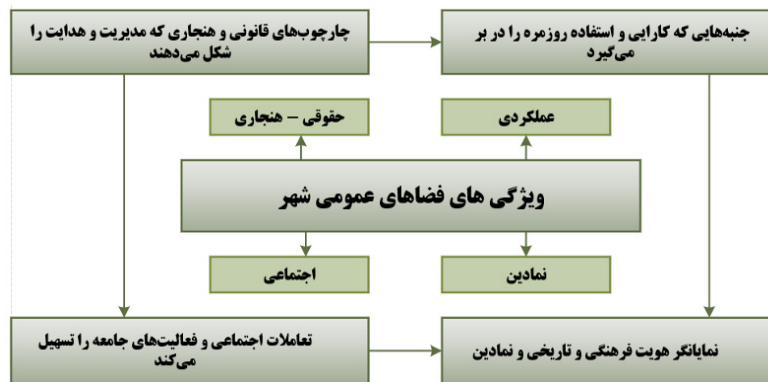 جنبه‌هایی که کارایی و استفاده روزمره را در بر
می‌گیرد
چارچوب‌های قانونی و هنجاری که مدیریت و هدایت را
شکل می‌دهند
عملکردی
حقوقی – هنجاری
ویژگی های فضاهای عمومی شهر
نمادین
اجتماعی
نمایانگر هویت فرهنگی و تاریخی و نمادین
تعاملات اجتماعی و فعالیت‌های جامعه را تسهیل
می‌کند